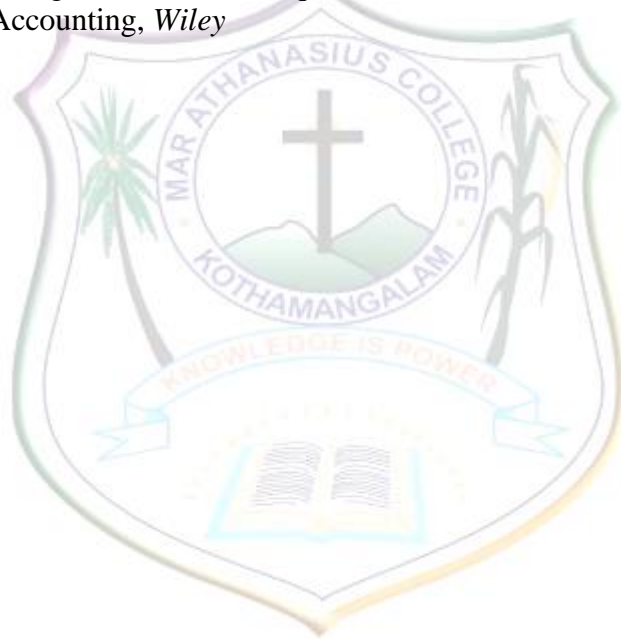 Accounting, Wiley
MAR ATHANASIUS COLLEGE
KOTHAMANGALAM
KNOWLEDGE IS POWER